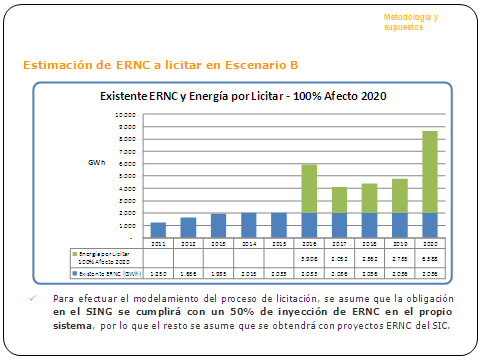 Metodología y
supuestos
Estimación de ERNC a licitar en Escenario B
Existente ERNC y Energía por Licitar - 100% Afecto 2020
10.000
9.000
8.000
7.000
GWh
6.000
5.000
4.000
3.000
2.000
1.000
-
2011 2012 2013 2014 2015 2016 2017 2018 2019 2020
Energía por Licitar
100% Afecto 2020
Existente ERNC (GWh) 1.250 1.656
✓ Para efectuar el modelamiento del proceso de licitación, se asume que la obligación
en el SING se cumplirá con un 50% de inyección de ERNC en el propio
sistema, por lo que el resto se asume que se obtendrá con proyectos ERNC del SIC.